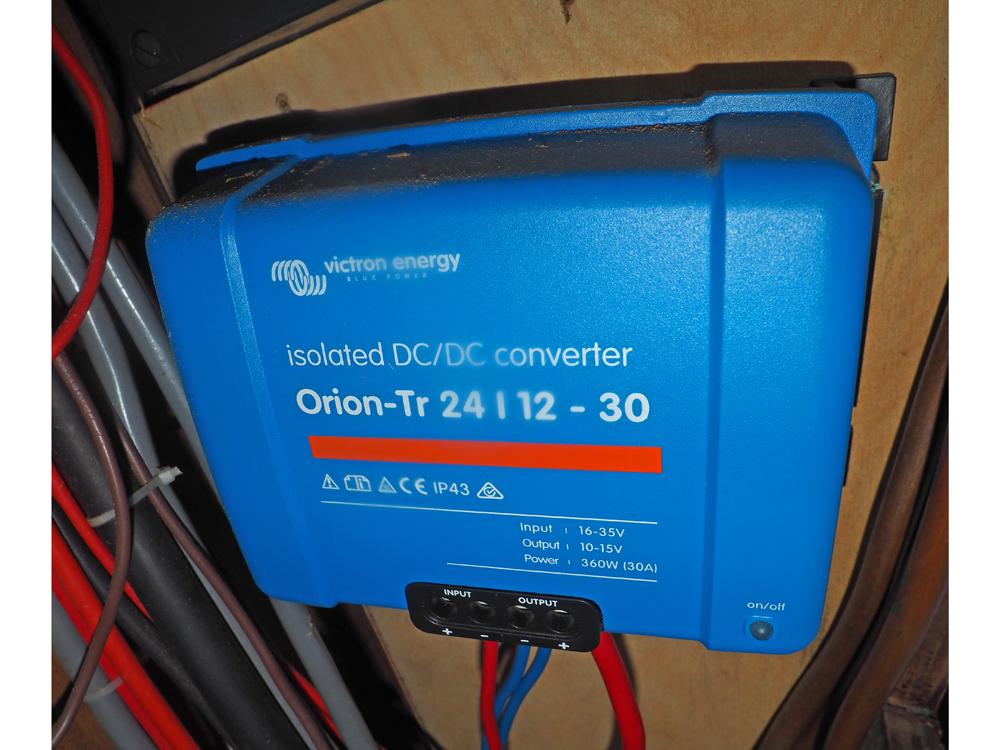 victron energy
BLUE POWER
isolated DC/DC converter
Orion-Tr 24 | 12 - 30
CE IP43
Input | 16-35V
Output | 10-15V
Power | 360W (30A)
INPUT OUTPUT
+ - - +
on/off